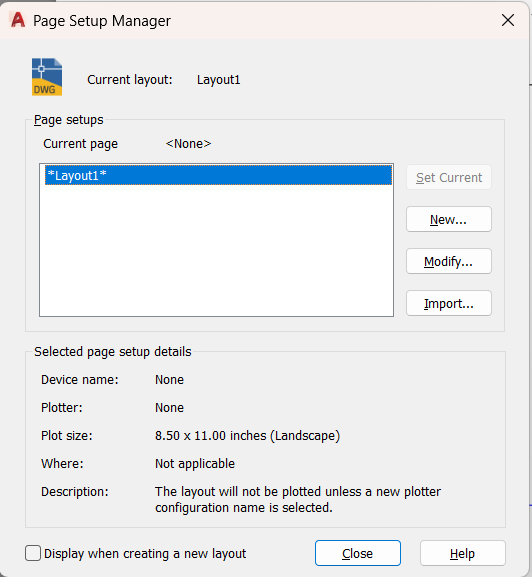 Page Setup Manager
DWG
Current layout: Layout1
Page setups
Current page <None>
*Layout1*
Set Current
New...
Modify...
Import...
Selected page setup details
Device name: None
Plotter: None
Plot size: 8.50 x 11.00 inches (Landscape)
Where: Not applicable
Description: The layout will not be plotted unless a new plotter
configuration name is selected.
Display when creating a new layout
Close
Help